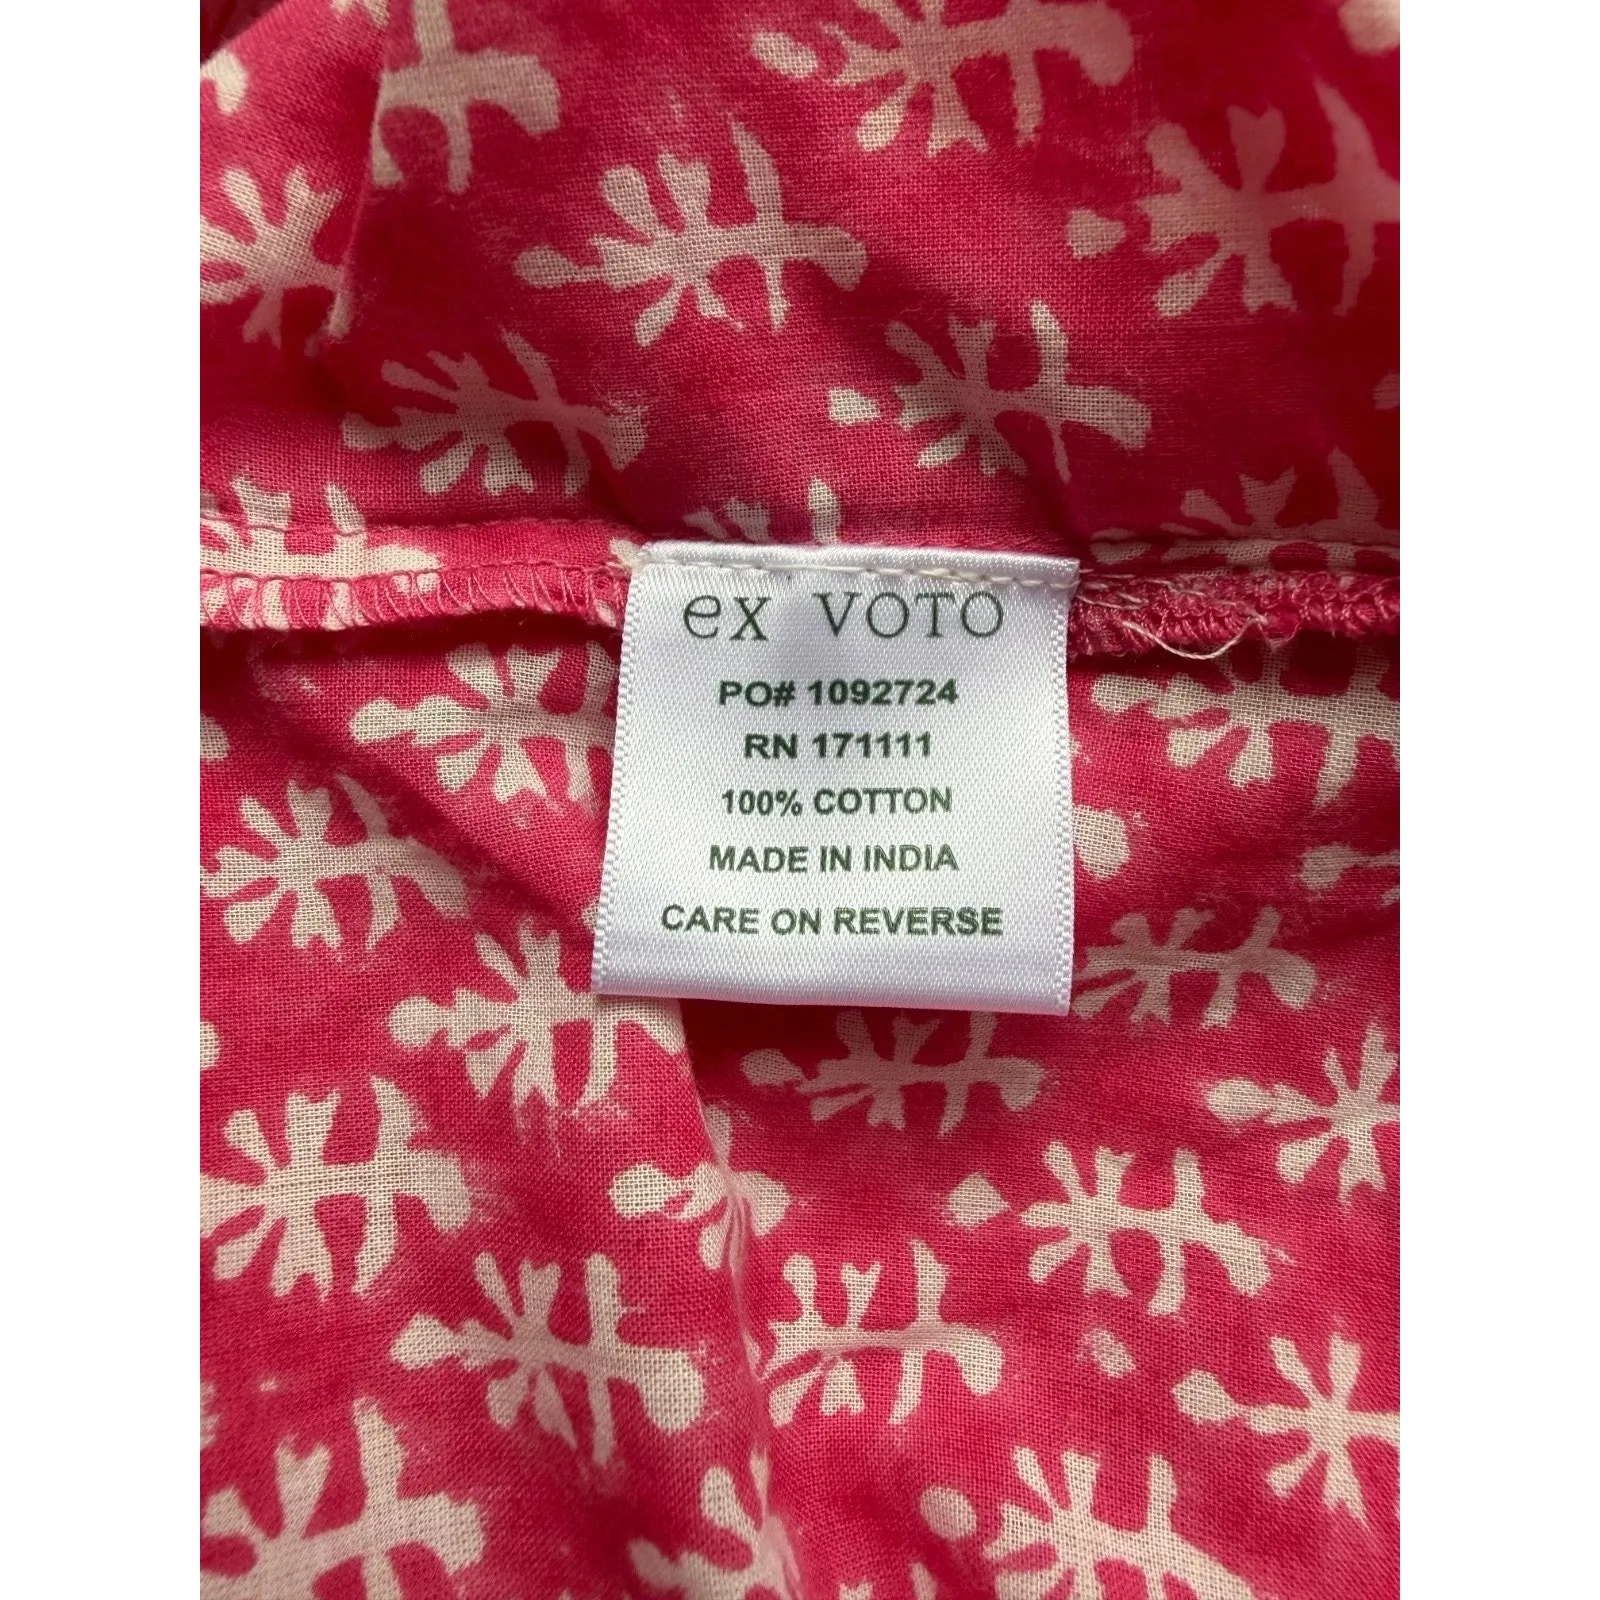 ex VOTO
PO# 1092724
RN 171111
100% COTTON
MADE IN INDIA
CARE ON REVERSE